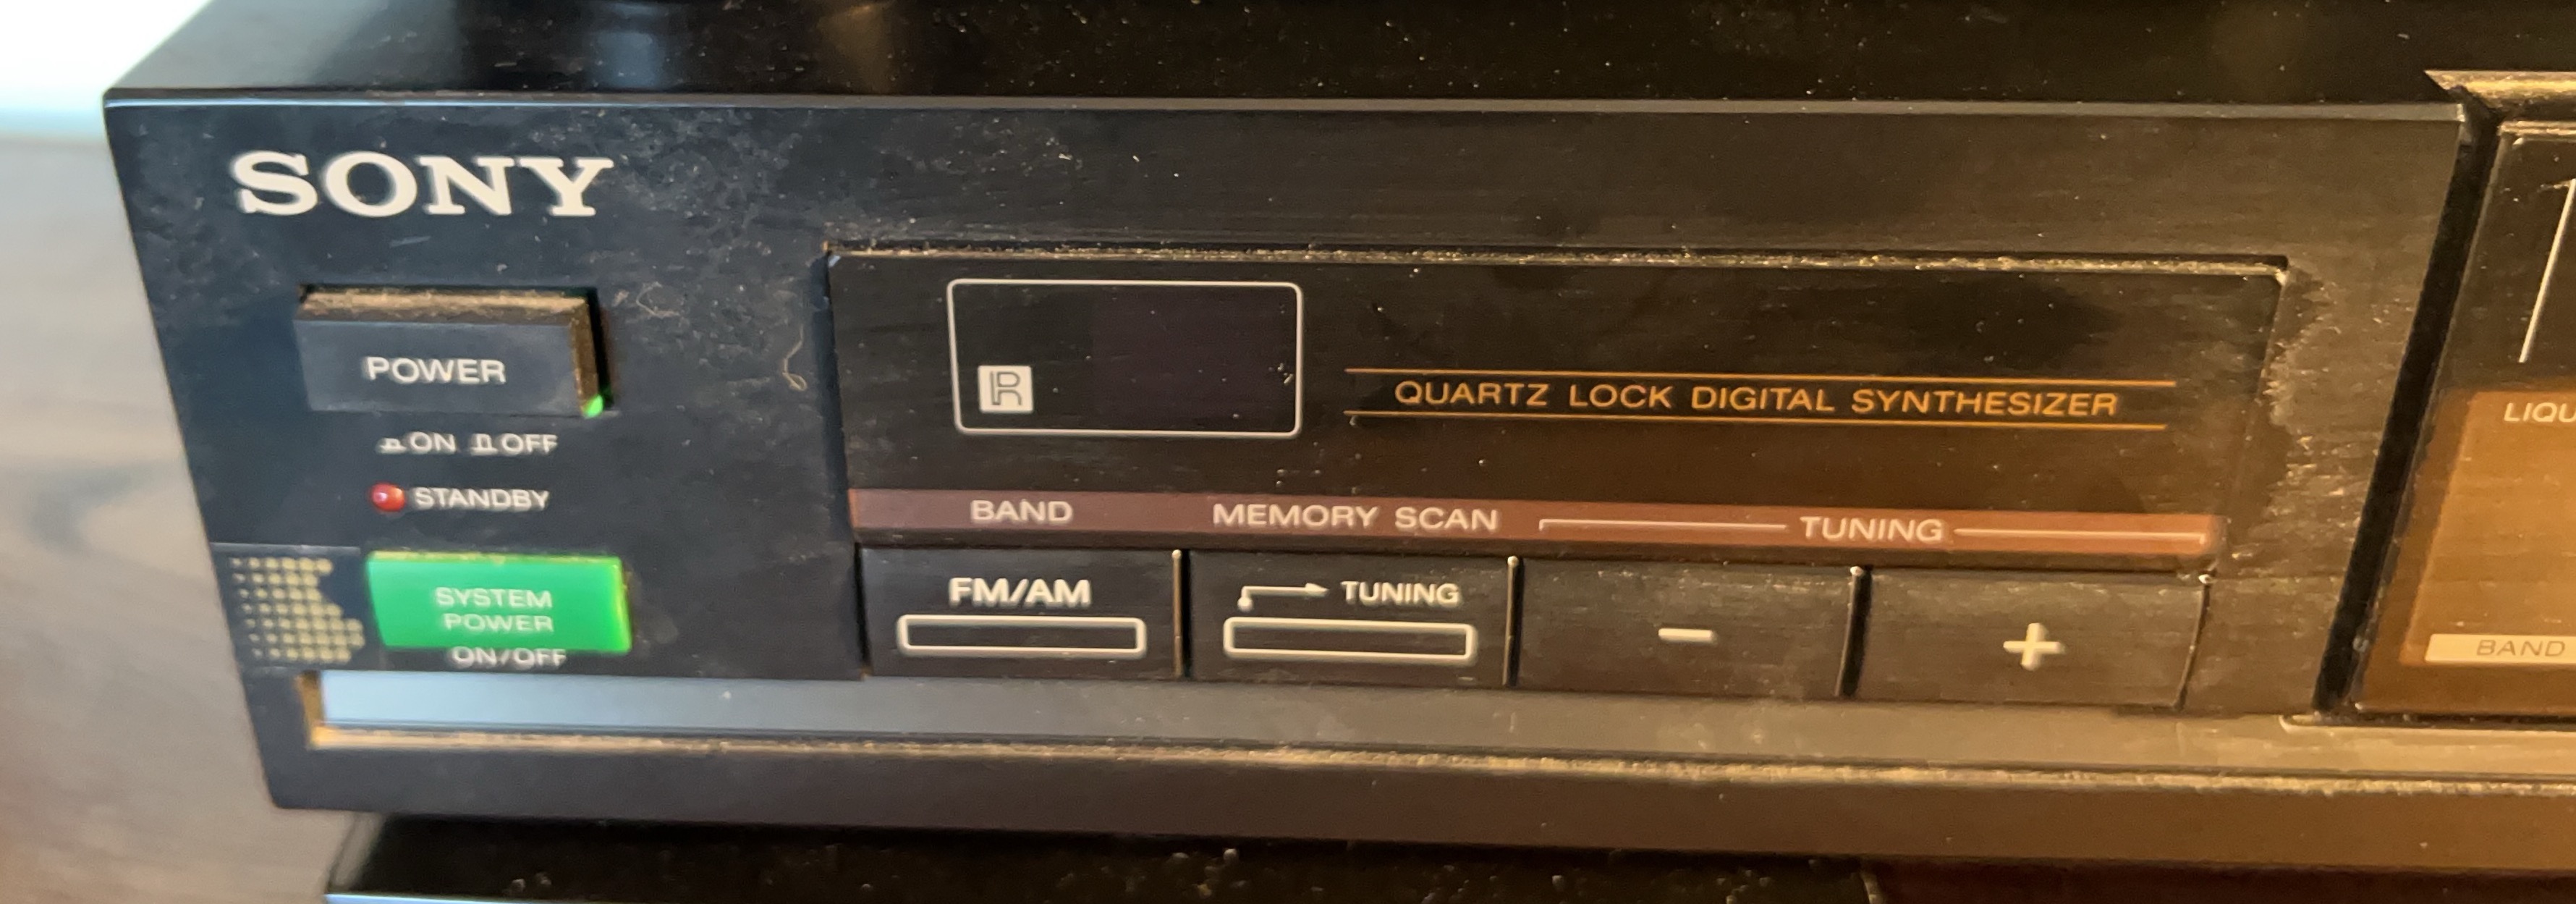 SONY
POWER
ON OFF
STANDBY
SYSTEM
POWER
ON/OFF
R
QUARTZ LOCK DIGITAL SYNTHESIZER
BAND MEMORY SCAN TUNING
FM/AM TUNING - +
BAND